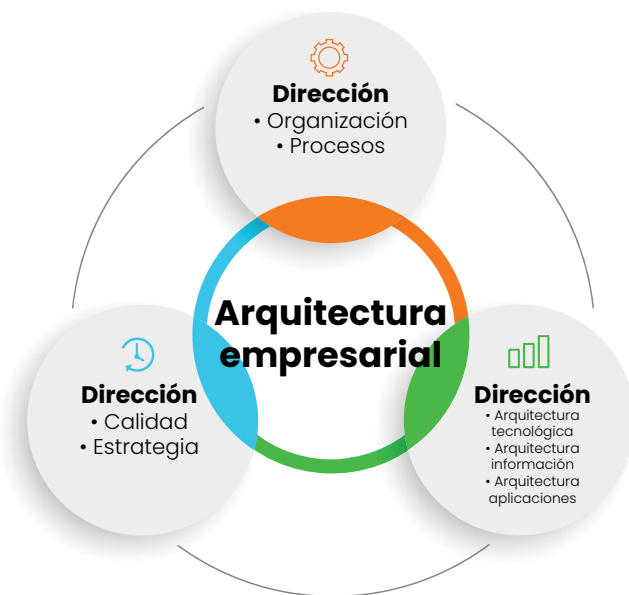 Dirección
• Organización
• Procesos
Arquitectura
empresarial
Dirección
• Calidad
• Estrategia
Dirección
• Arquitectura
tecnológica
• Arquitectura
información
• Arquitectura
aplicaciones